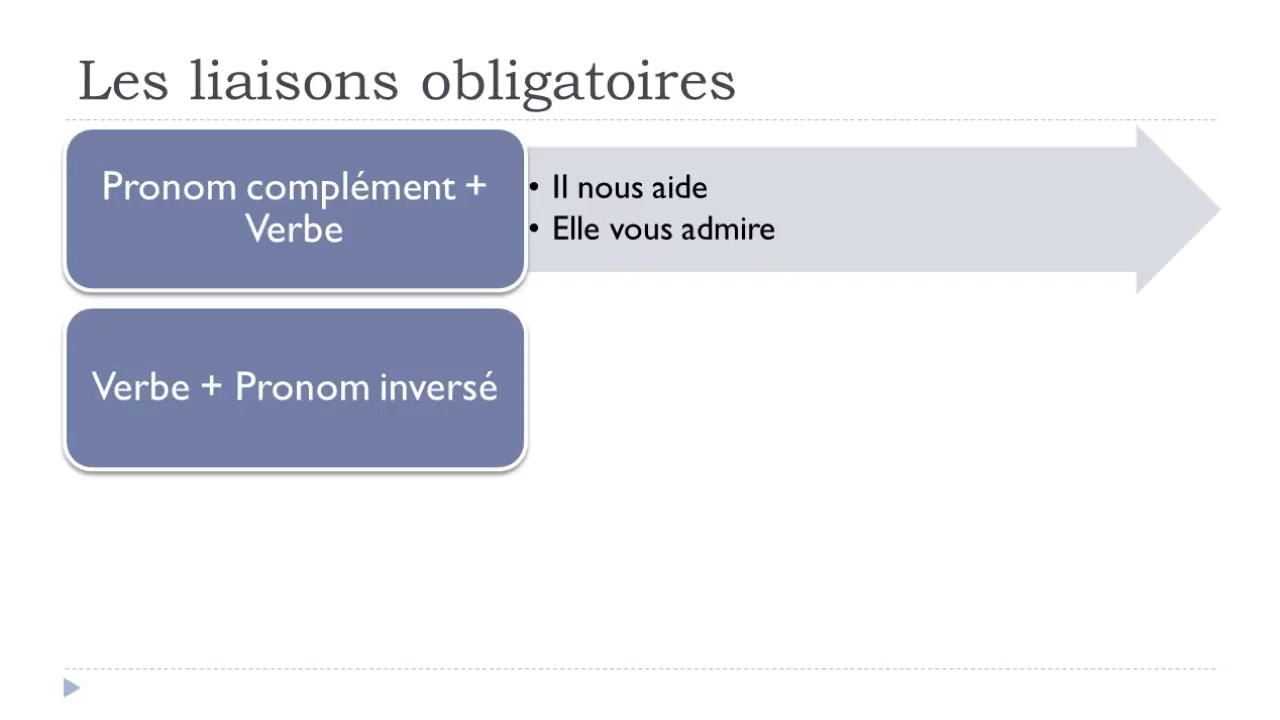 Les liaisons obligatoires
Pronom complément +
Verbe
• Il nous aide
• Elle vous admire
Verbe + Pronom inversé